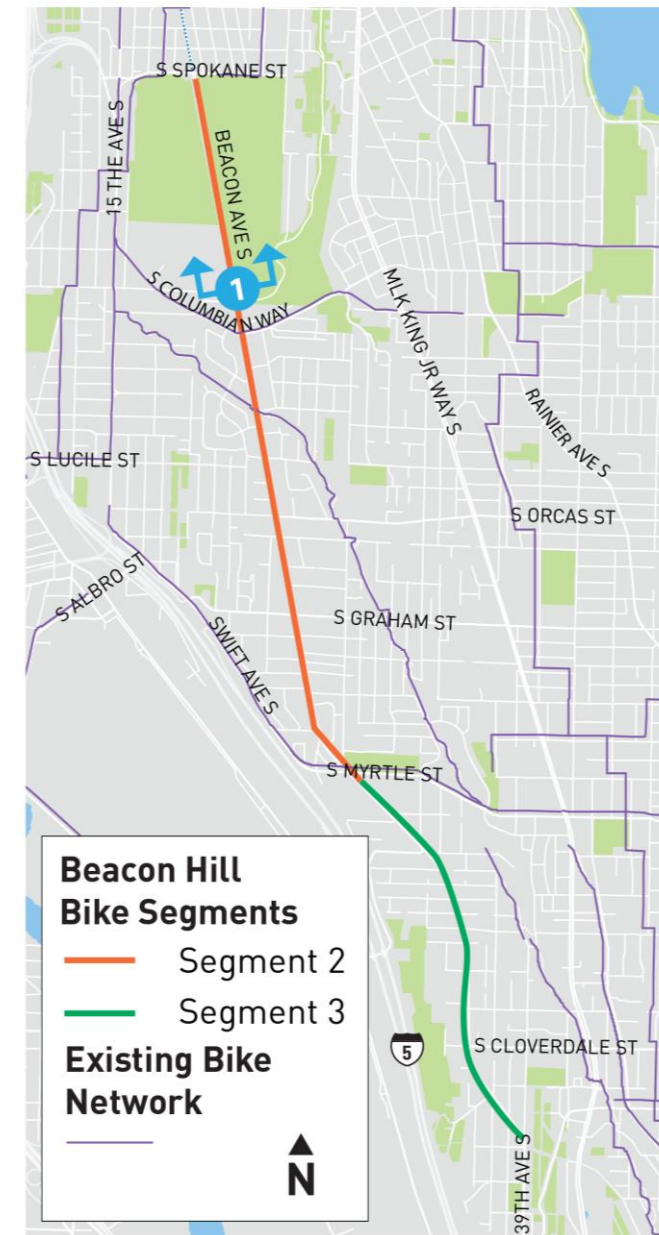 S SPOKANE ST
15 THE AVE S
BEACON AVE S
1
S COLUMBIAN WAY
MLK KING JR WAY S
RAINIER AVE S
S LUCILE ST
S ORCAS ST
S ALBRO ST
SWIFT AVE S
S GRAHAM ST
S MYRTLE ST
Beacon Hill
Bike Segments
Segment 2
Segment 3
Existing Bike
Network
N
5
S CLOVERDALE ST
39TH AVE S